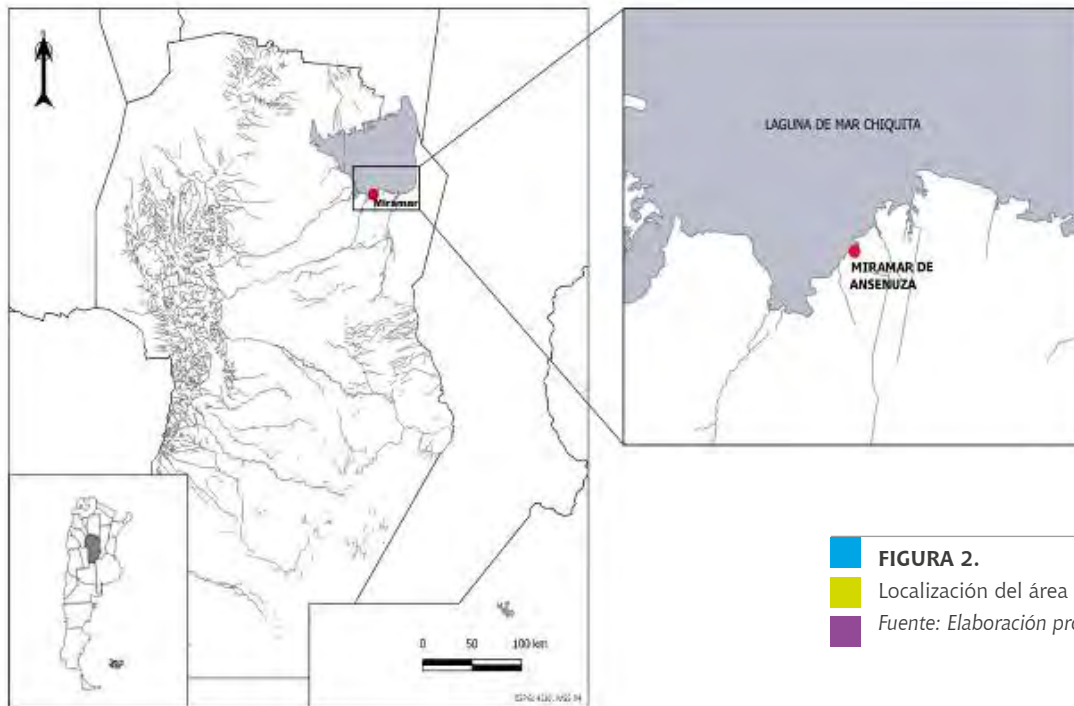 LAGUNA DE MAR CHIQUITA
Miramar
MIRAMAR DE
ANSENUZA
0 50 100 km
FIGURA 2.
Localización del área
Fuente: Elaboración pro